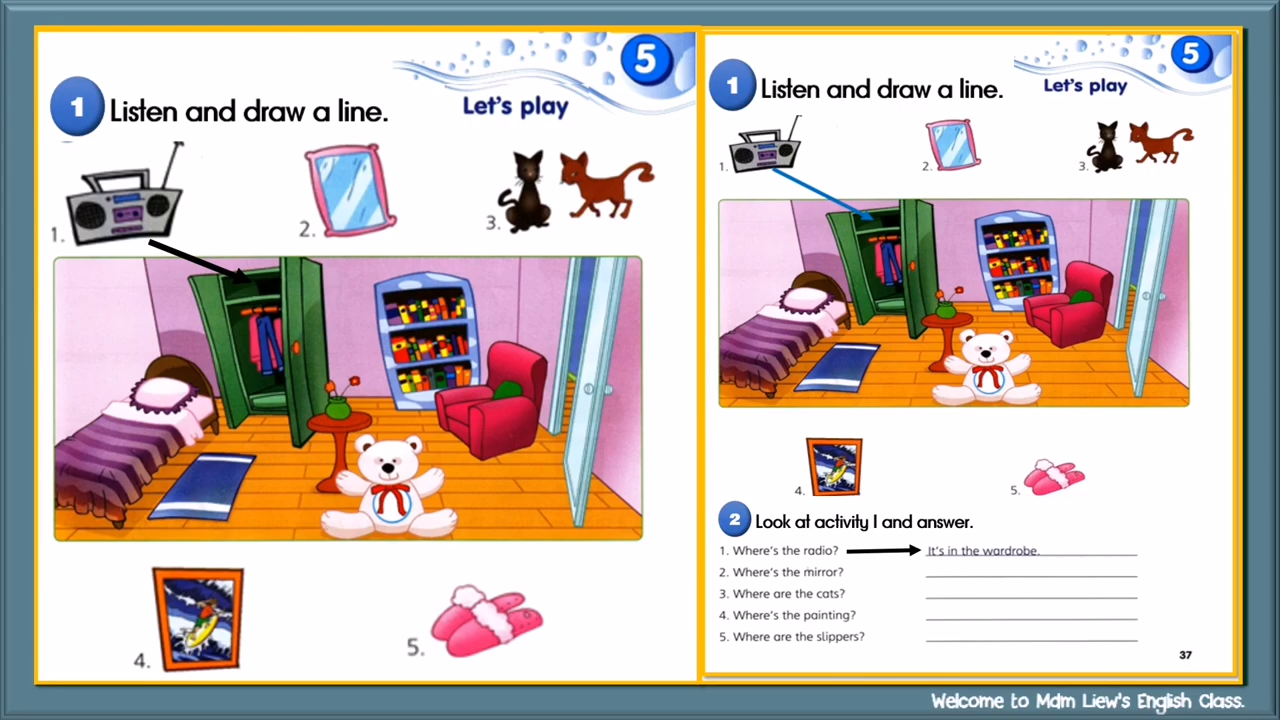 5
Let's play
1 Listen and draw a line.
1.
2.
3.
4.
5.
5
Let's play
1 Listen and draw a line.
1.
2.
3.
4.
5.
2 Look at activity 1 and answer.
1. Where's the radio? It's in the wardrobe.
2. Where's the mirror?
3. Where are the cats?
4. Where's the painting?
5. Where are the slippers?
37
Welcome to Mdm Liew's English Class.